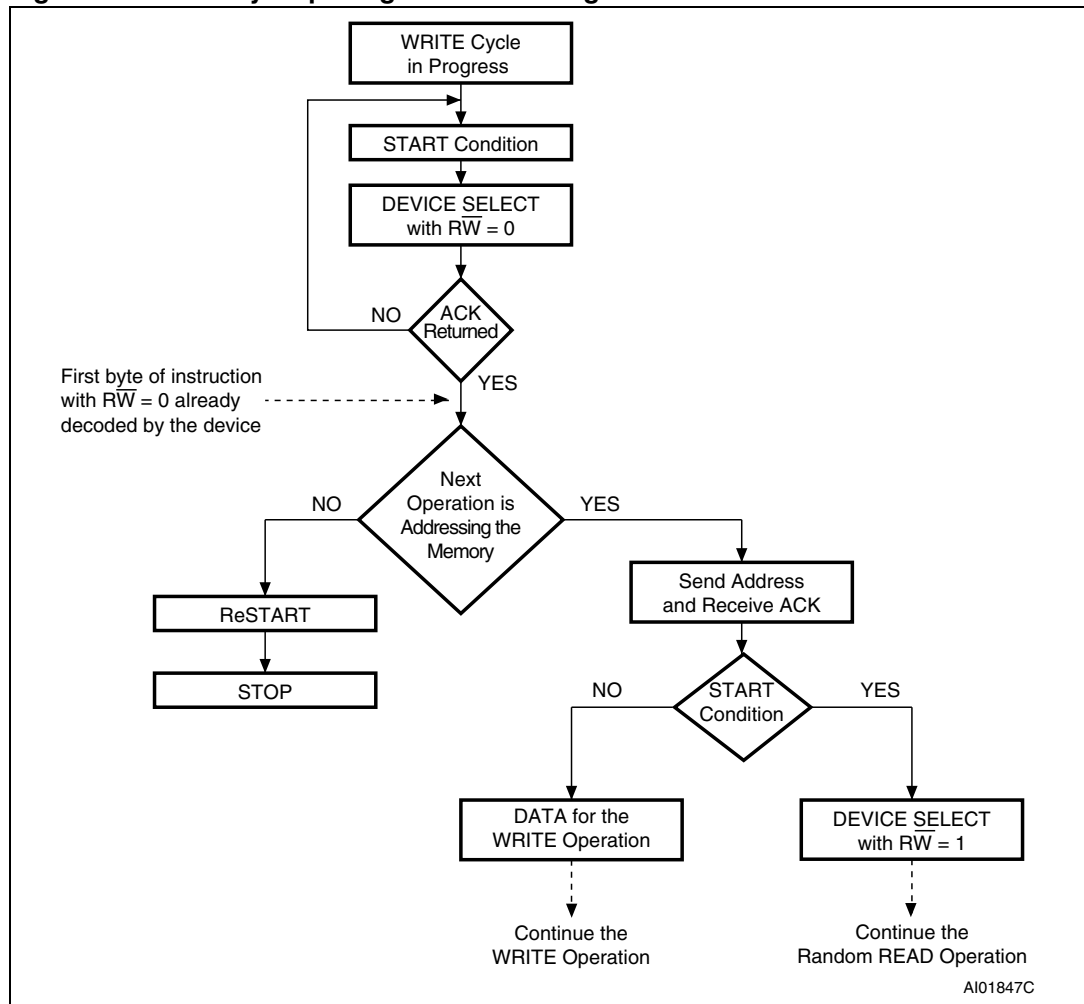 WRITE Cycle
in Progress
START Condition
DEVICE SELECT
with RW̅ = 0
NO
ACK
Returned
YES
First byte of instruction
with RW̅ = 0 already
decoded by the device
Next
Operation is
Addressing the
Memory
NO
YES
Send Address
and Receive ACK
ReSTART
STOP
NO
START
Condition
YES
DATA for the
WRITE Operation
DEVICE SELECT
with RW̅ = 1
Continue the
WRITE Operation
Continue the
Random READ Operation
AI01847C